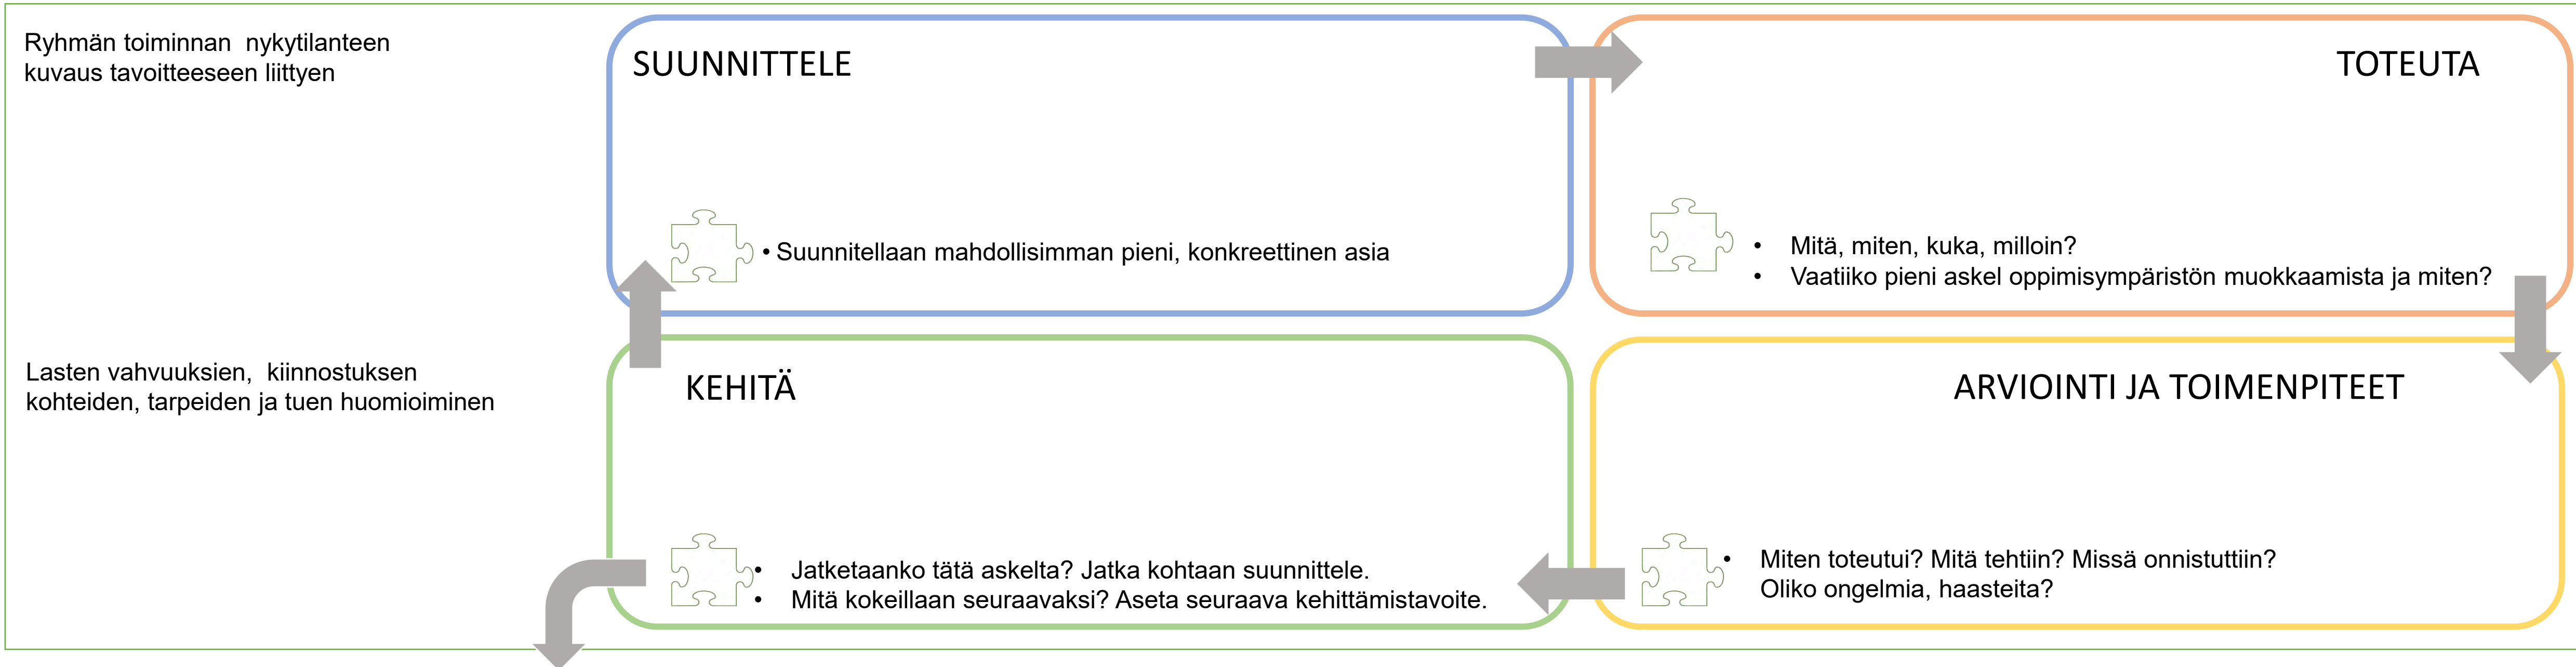 Ryhmän toiminnan  nykytilanteen
kuvaus tavoitteeseen liittyen
SUUNNITTELE
• Suunnitellaan mahdollisimman pieni, konkreettinen asia
TOTEUTA
• Mitä, miten, kuka, milloin?
• Vaatiiko pieni askel oppimisympäristön muokkaamista ja miten?
Lasten vahvuuksien,  kiinnostuksen
kohteiden, tarpeiden ja tuen huomioiminen
KEHITÄ
• Jatketaanko tätä askelta? Jatka kohtaan suunnittele.
• Mitä kokeillaan seuraavaksi? Aseta seuraava kehittämistavoite.
ARVIOINTI JA TOIMENPITEET
• Miten toteutui? Mitä tehtiin? Missä onnistuttiin?
Oliko ongelmia, haasteita?